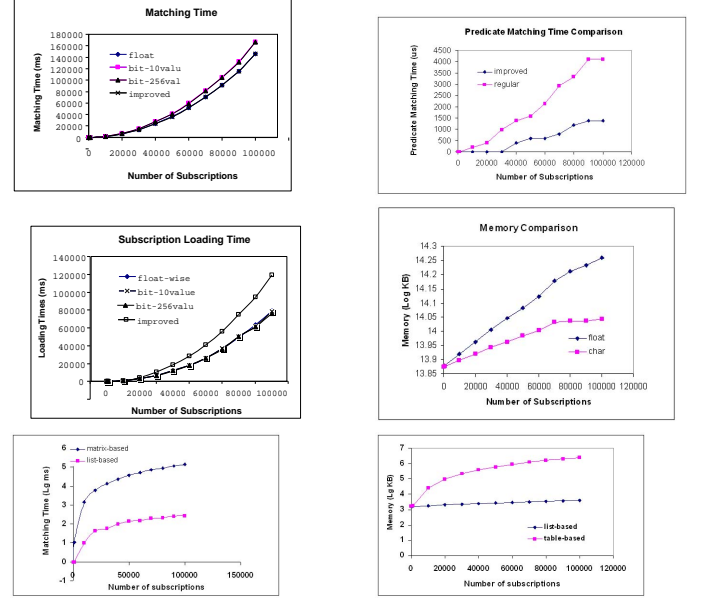 Matching Time
180000
160000
140000
120000
100000
80000
60000
40000
20000
0
Matching Time (ms)
float
bit-10valu
bit-256val
improved
0 20000 40000 60000 80000 100000
Number of Subscriptions
Predicate Matching Time Comparison
4500
4000
3500
3000
2500
2000
1500
1000
500
0
Predicate Matching Time (us)
improved
regular
0 20000 40000 60000 80000 100000 120000
Number of Subscriptions
Subscription Loading Time
140000
120000
100000
80000
60000
40000
20000
0
Loading Times (ms)
float-wise
bit-10value
bit-256valu
improved
0 20000 40000 60000 80000 100000
Number of Subscriptions
Memory Comparison
14.3
14.25
14.2
14.15
14.1
14.05
14
13.95
13.9
13.85
Memory (Log KB)
float
char
0 20000 40000 60000 80000 100000 120000
Number of Subscriptions
6
5
4
3
2
1
0
-1
Matching Time (Lg ms)
matrix-based
list-based
0 50000 100000 150000
Number of subscriptions
7
6
5
4
3
2
1
0
Memory (Lg KB)
list-based
table-based
0 20000 40000 60000 80000 100000 120000
Number of subscriptions